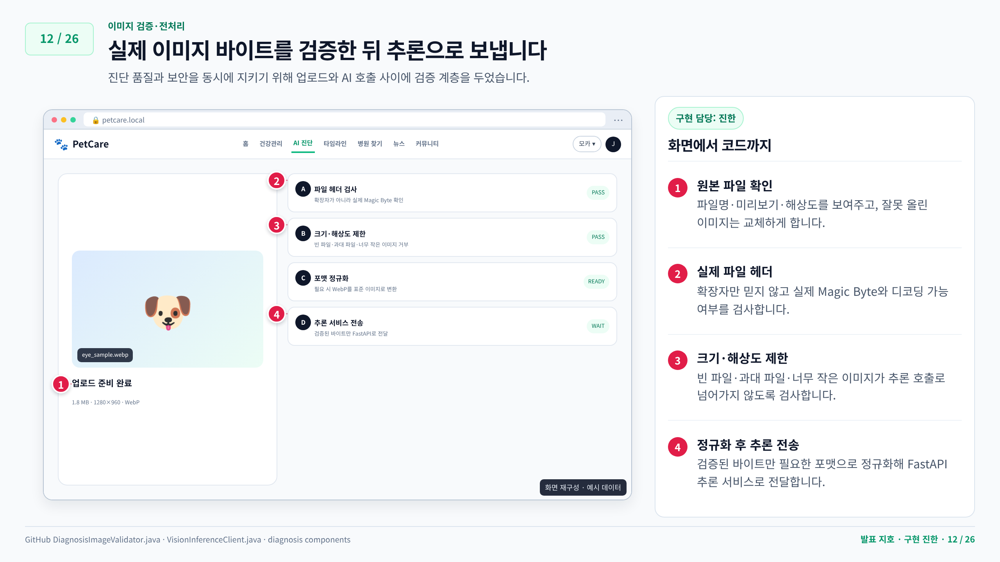 12 / 26
이미지 검증·전처리
실제 이미지 바이트를 검증한 뒤 추론으로 보냅니다
진단 품질과 보안을 동시에 지키기 위해 업로드와 AI 호출 사이에 검증 계층을 두었습니다.
petcare.local
PetCare
홈 건강관리 AI 진단 타임라인 병원 찾기 뉴스 커뮤니티
모카 ▾
J
eye_sample.webp
1
업로드 준비 완료
1.8 MB · 1280×960 · WebP
2
A 파일 헤더 검사
확장자가 아니라 실제 Magic Byte 확인
PASS
3
B 크기·해상도 제한
빈 파일·과대 파일·너무 작은 이미지 거부
PASS
C 포맷 정규화
필요 시 WebP를 표준 이미지로 변환
READY
4
D 추론 서비스 전송
검증된 바이트만 FastAPI로 전달
WAIT
화면 재구성 · 예시 데이터
구현 담당: 진한
화면에서 코드까지
1 원본 파일 확인
파일명·미리보기·해상도를 보여주고, 잘못 올린
이미지는 교체하게 합니다.
2 실제 파일 헤더
확장자만 믿지 않고 실제 Magic Byte와 디코딩 가능
여부를 검사합니다.
3 크기·해상도 제한
빈 파일·과대 파일·너무 작은 이미지가 추론 호출로
넘어가지 않도록 검사합니다.
4 정규화 후 추론 전송
검증된 바이트만 필요한 포맷으로 정규화해 FastAPI
추론 서비스로 전달합니다.
GitHub DiagnosisImageValidator.java · VisionInferenceClient.java · diagnosis components
발표 지호 · 구현 진한 · 12 / 26